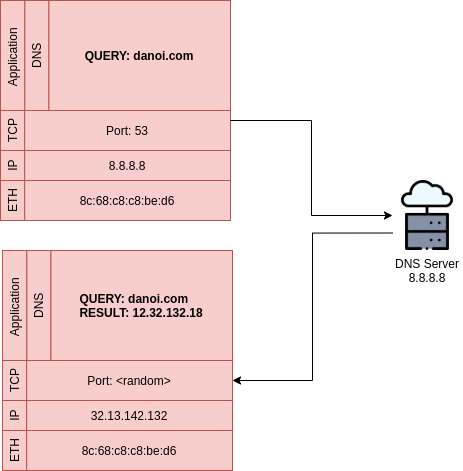 Application
DNS
QUERY: danoi.com
TCP
Port: 53
IP
8.8.8.8
ETH
8c:68:c8:c8:be:d6
DNS Server
8.8.8.8
Application
DNS
QUERY: danoi.com
RESULT: 12.32.132.18
TCP
Port: <random>
IP
32.13.142.132
ETH
8c:68:c8:c8:be:d6